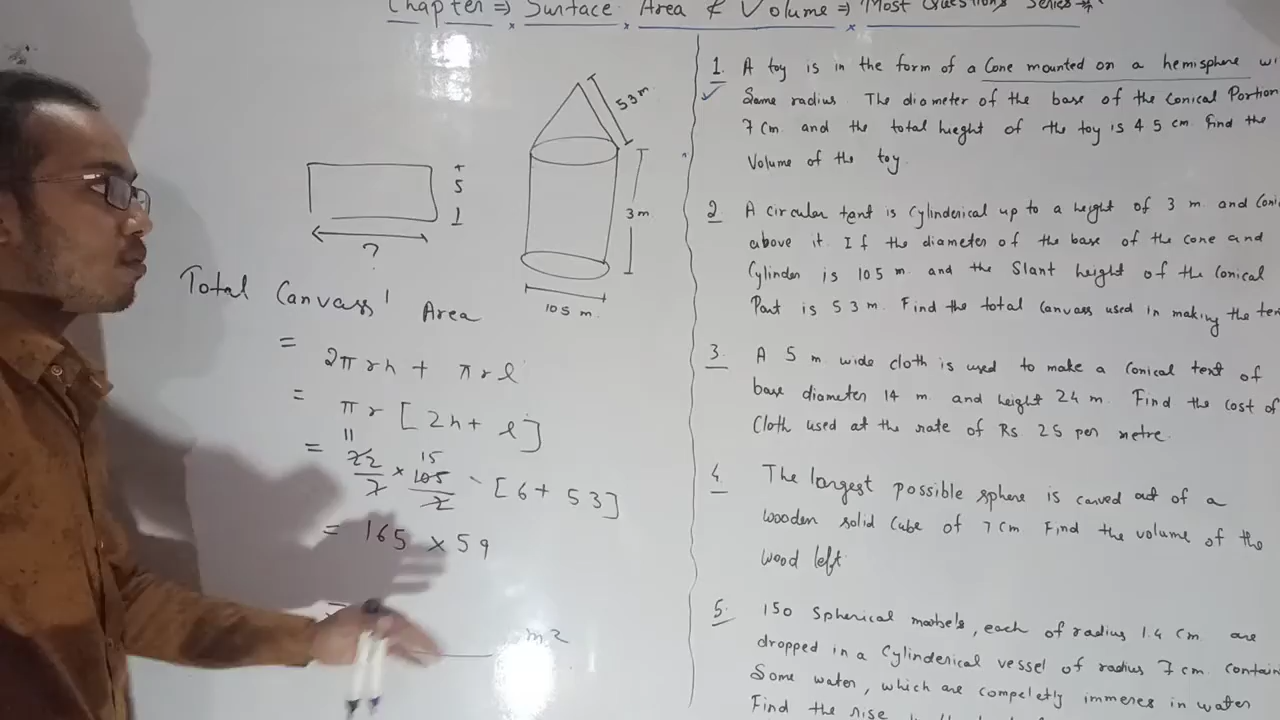 Chapter ⇒ Surface Area & Volume ⇒ Most Questions Series
53m
3m
105 m.
5
?
Total Canvass' Area
= 2πrh + πrl
= πr [2h + l]
= 22/7 × 105/2 [6 + 53]
11
15
= 165 × 59
m2
1. A toy is in the form of a Cone mounted on a hemisphere wi
Same radius. The diameter of the base of the Conical Portion
7 Cm. and the total hieght of the toy is 4 5 cm. Find the
Volume of the toy.
2 A circular tent is Cylinderical up to a height of 3 m. and Coni
above it. If the diameter of the base of the Cone and
Cylinder is 105 m. and the Slant height of the Conical
Part is 53 m. Find the total Canvass used in making the ten
3. A 5 m. wide cloth is used to make a Conical tent of
base diameter 14 m. and height 24 m. Find the cost of
Cloth used at the rate of Rs 25 per metre.
4. The largest possible sphere is carved out of a
wooden solid Cube of 7 Cm Find the volume of the
wood left.
5. 150 Spherical marbels, each of radius 1.4 Cm. are
dropped in a Cylinderical vessel of radius 7 cm. contain
Some water, which are compeletly immeres in water
Find the rise